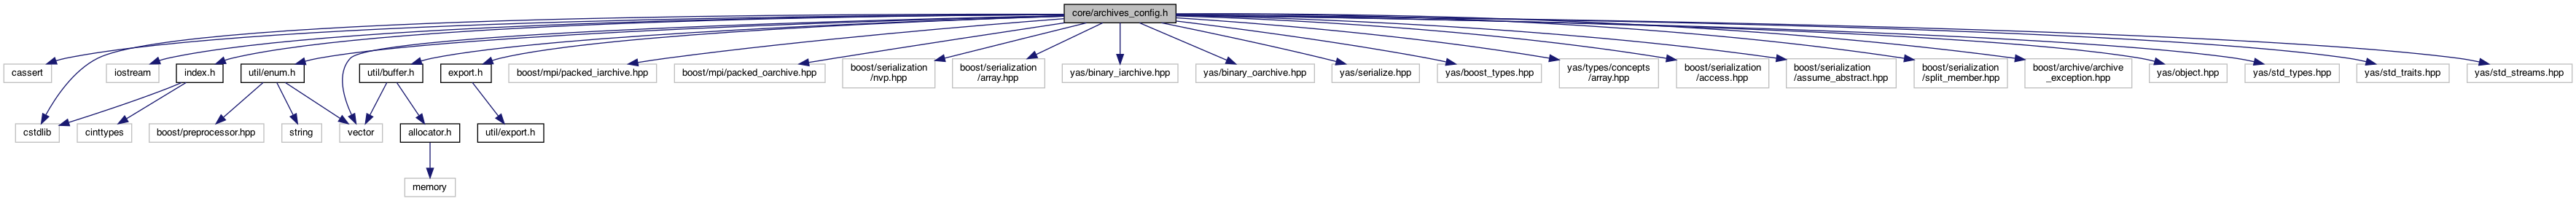 core/archives_config.h
cassert
iostream
index.h
util/enum.h
util/buffer.h
export.h
boost/mpi/packed_iarchive.hpp
boost/mpi/packed_oarchive.hpp
boost/serialization
/nvp.hpp
boost/serialization
/array.hpp
yas/binary_iarchive.hpp
yas/binary_oarchive.hpp
yas/serialize.hpp
yas/boost_types.hpp
yas/types/concepts
/array.hpp
boost/serialization
/access.hpp
boost/serialization
/assume_abstract.hpp
boost/serialization
/split_member.hpp
boost/archive/archive
_exception.hpp
yas/object.hpp
yas/std_types.hpp
yas/std_traits.hpp
yas/std_streams.hpp
cstdlib
cinttypes
boost/preprocessor.hpp
string
vector
allocator.h
util/export.h
memory